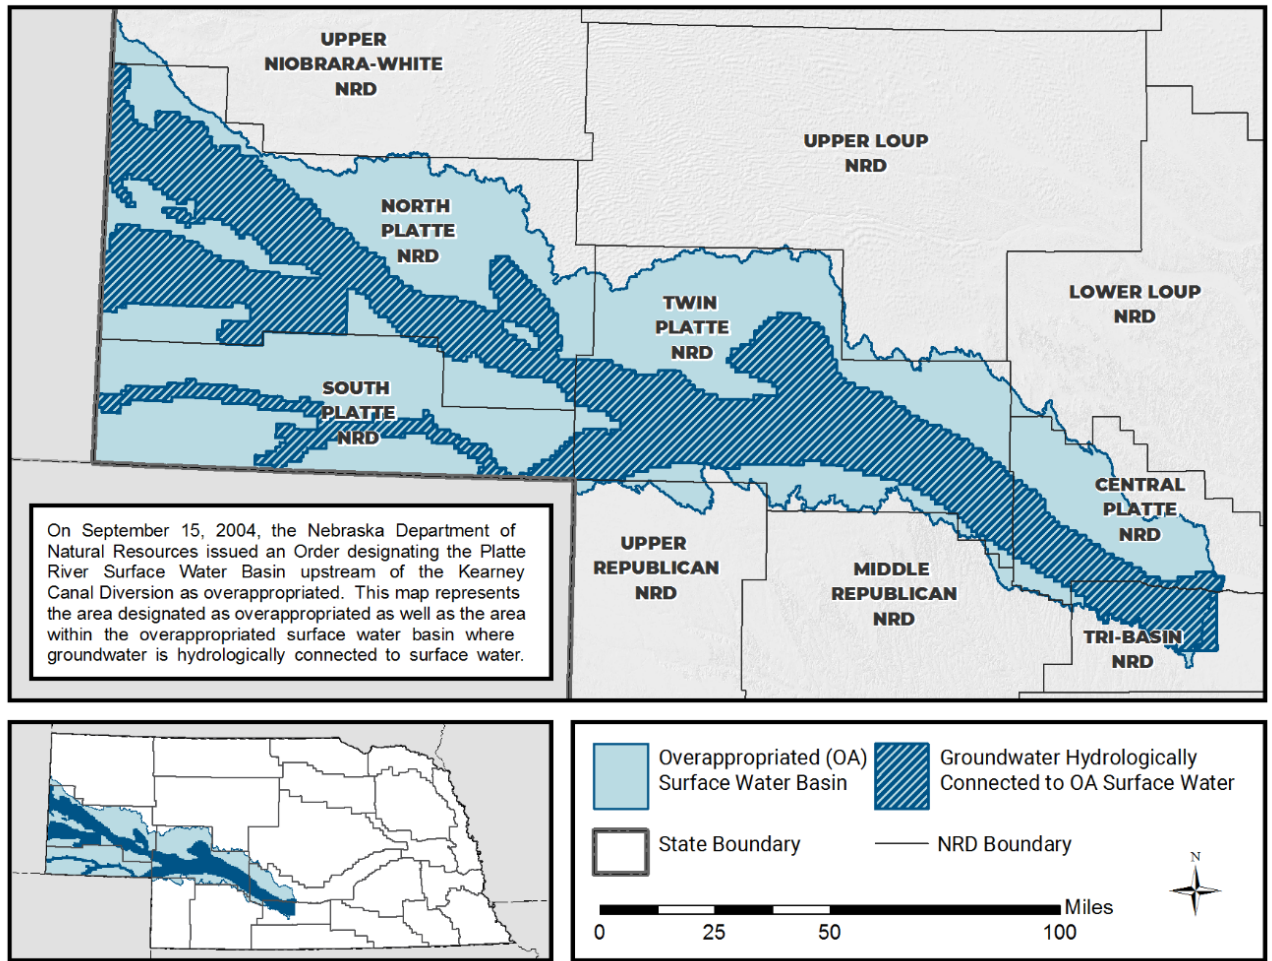 UPPER
NIOBRARA-WHITE
NRD
UPPER LOUP
NRD
NORTH
PLATTE
NRD
TWIN
PLATTE
NRD
LOWER LOUP
NRD
SOUTH
PLATTE
NRD
CENTRAL
PLATTE
NRD
UPPER
REPUBLICAN
NRD
MIDDLE
REPUBLICAN
NRD
TRI-BASIN
NRD
On September 15, 2004, the Nebraska Department of
Natural Resources issued an Order designating the Platte
River Surface Water Basin upstream of the Kearney
Canal Diversion as overappropriated. This map represents
the area designated as overappropriated as well as the area
within the overappropriated surface water basin where
groundwater is hydrologically connected to surface water.
Overappropriated (OA)
Surface Water Basin
Groundwater Hydrologically
Connected to OA Surface Water
State Boundary
NRD Boundary
N
Miles
0 25 50 100